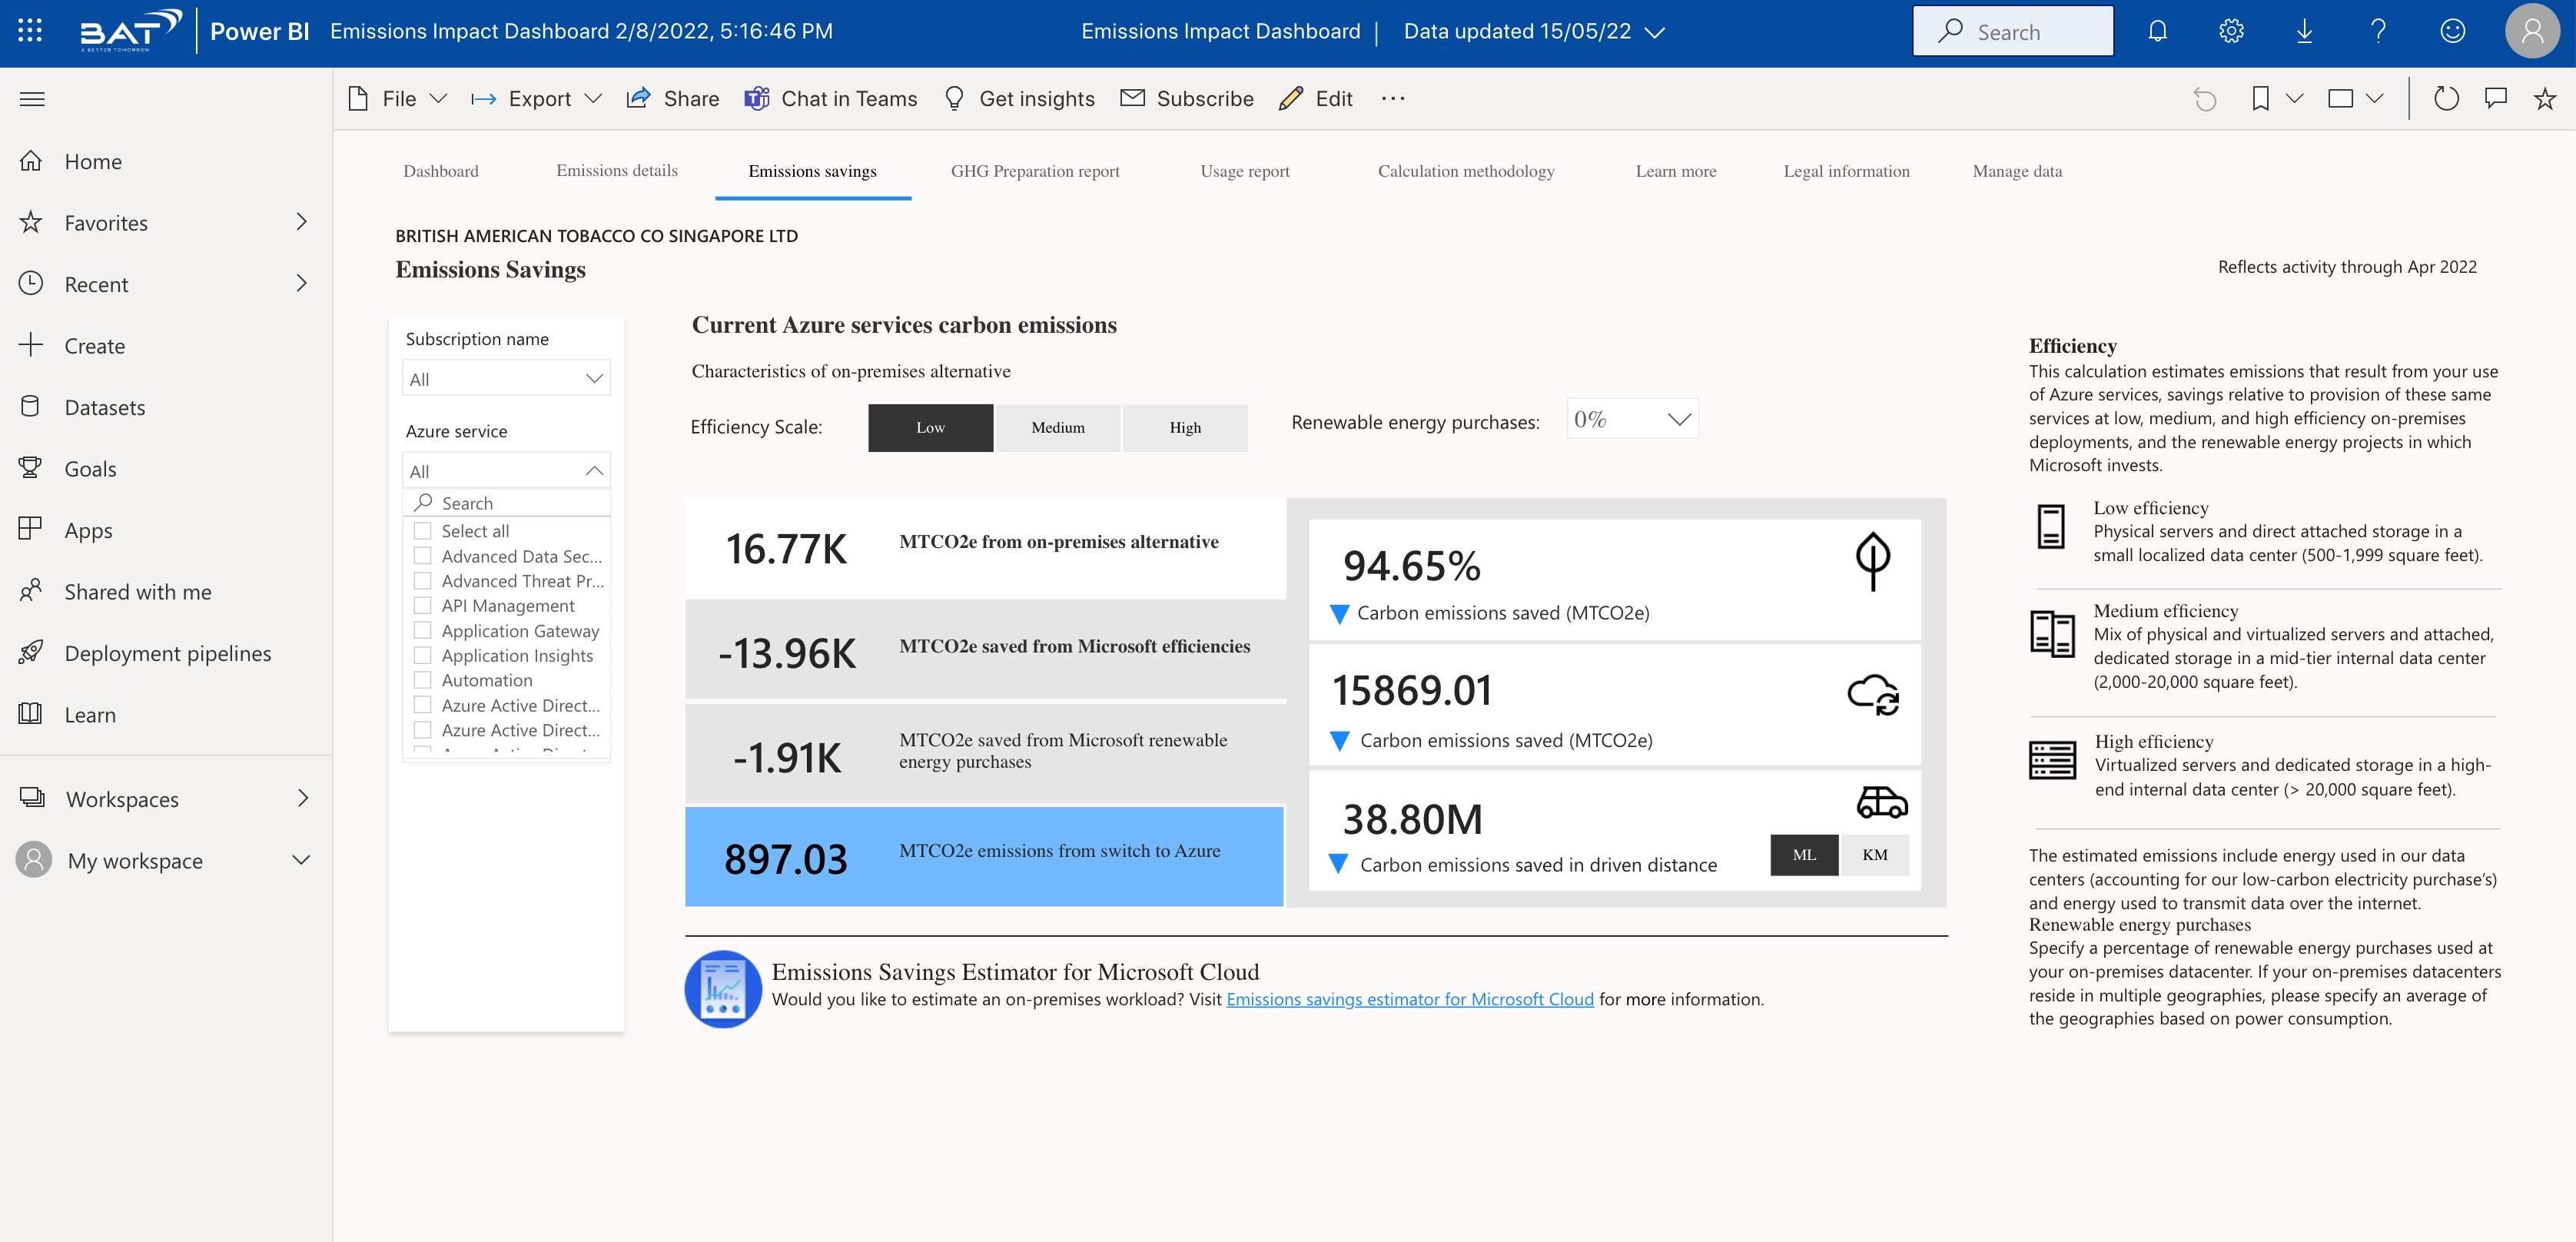 BAT
A BETTER TOMORROW
Power BI
Emissions Impact Dashboard 2/8/2022, 5:16:46 PM
Emissions Impact Dashboard
Data updated 15/05/22
Search
File
Export
Share
Chat in Teams
Get insights
Subscribe
Edit
Home
Favorites
Recent
Create
Datasets
Goals
Apps
Shared with me
Deployment pipelines
Learn
Workspaces
My workspace
Dashboard
Emissions details
Emissions savings
GHG Preparation report
Usage report
Calculation methodology
Learn more
Legal information
Manage data
BRITISH AMERICAN TOBACCO CO SINGAPORE LTD
Emissions Savings
Reflects activity through Apr 2022
Subscription name
All
Azure service
All
Search
Select all
Advanced Data Sec...
Advanced Threat Pr...
API Management
Application Gateway
Application Insights
Automation
Azure Active Direct...
Azure Active Direct...
Current Azure services carbon emissions
Characteristics of on-premises alternative
Efficiency Scale:
Low
Medium
High
Renewable energy purchases:
0%
16.77K
MTCO2e from on-premises alternative
-13.96K
MTCO2e saved from Microsoft efficiencies
-1.91K
MTCO2e saved from Microsoft renewable
energy purchases
897.03
MTCO2e emissions from switch to Azure
94.65%
Carbon emissions saved (MTCO2e)
15869.01
Carbon emissions saved (MTCO2e)
38.80M
Carbon emissions saved in driven distance
ML
KM
Emissions Savings Estimator for Microsoft Cloud
Would you like to estimate an on-premises workload? Visit Emissions savings estimator for Microsoft Cloud for more information.
Efficiency
This calculation estimates emissions that result from your use
of Azure services, savings relative to provision of these same
services at low, medium, and high efficiency on-premises
deployments, and the renewable energy projects in which
Microsoft invests.
Low efficiency
Physical servers and direct attached storage in a
small localized data center (500-1,999 square feet).
Medium efficiency
Mix of physical and virtualized servers and attached,
dedicated storage in a mid-tier internal data center
(2,000-20,000 square feet).
High efficiency
Virtualized servers and dedicated storage in a high-
end internal data center (> 20,000 square feet).
The estimated emissions include energy used in our data
centers (accounting for our low-carbon electricity purchase's)
and energy used to transmit data over the internet.
Renewable energy purchases
Specify a percentage of renewable energy purchases used at
your on-premises datacenter. If your on-premises datacenters
reside in multiple geographies, please specify an average of
the geographies based on power consumption.